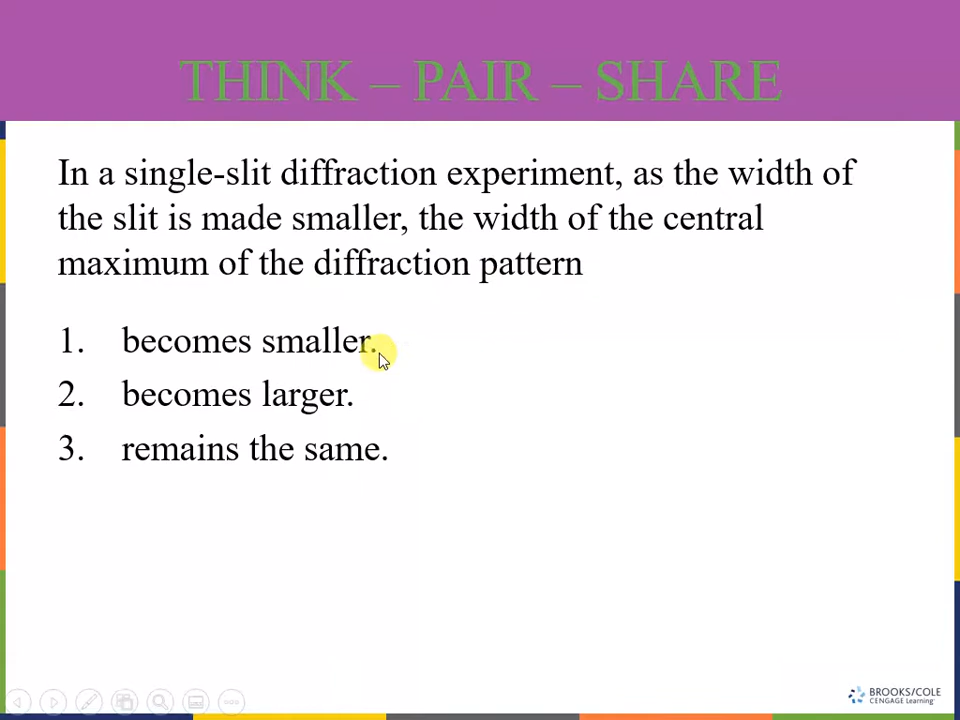 THINK – PAIR – SHARE
In a single-slit diffraction experiment, as the width of
the slit is made smaller, the width of the central
maximum of the diffraction pattern
1. becomes smaller.
2. becomes larger.
3. remains the same.
BROOKS/COLE
CENGAGE Learning™